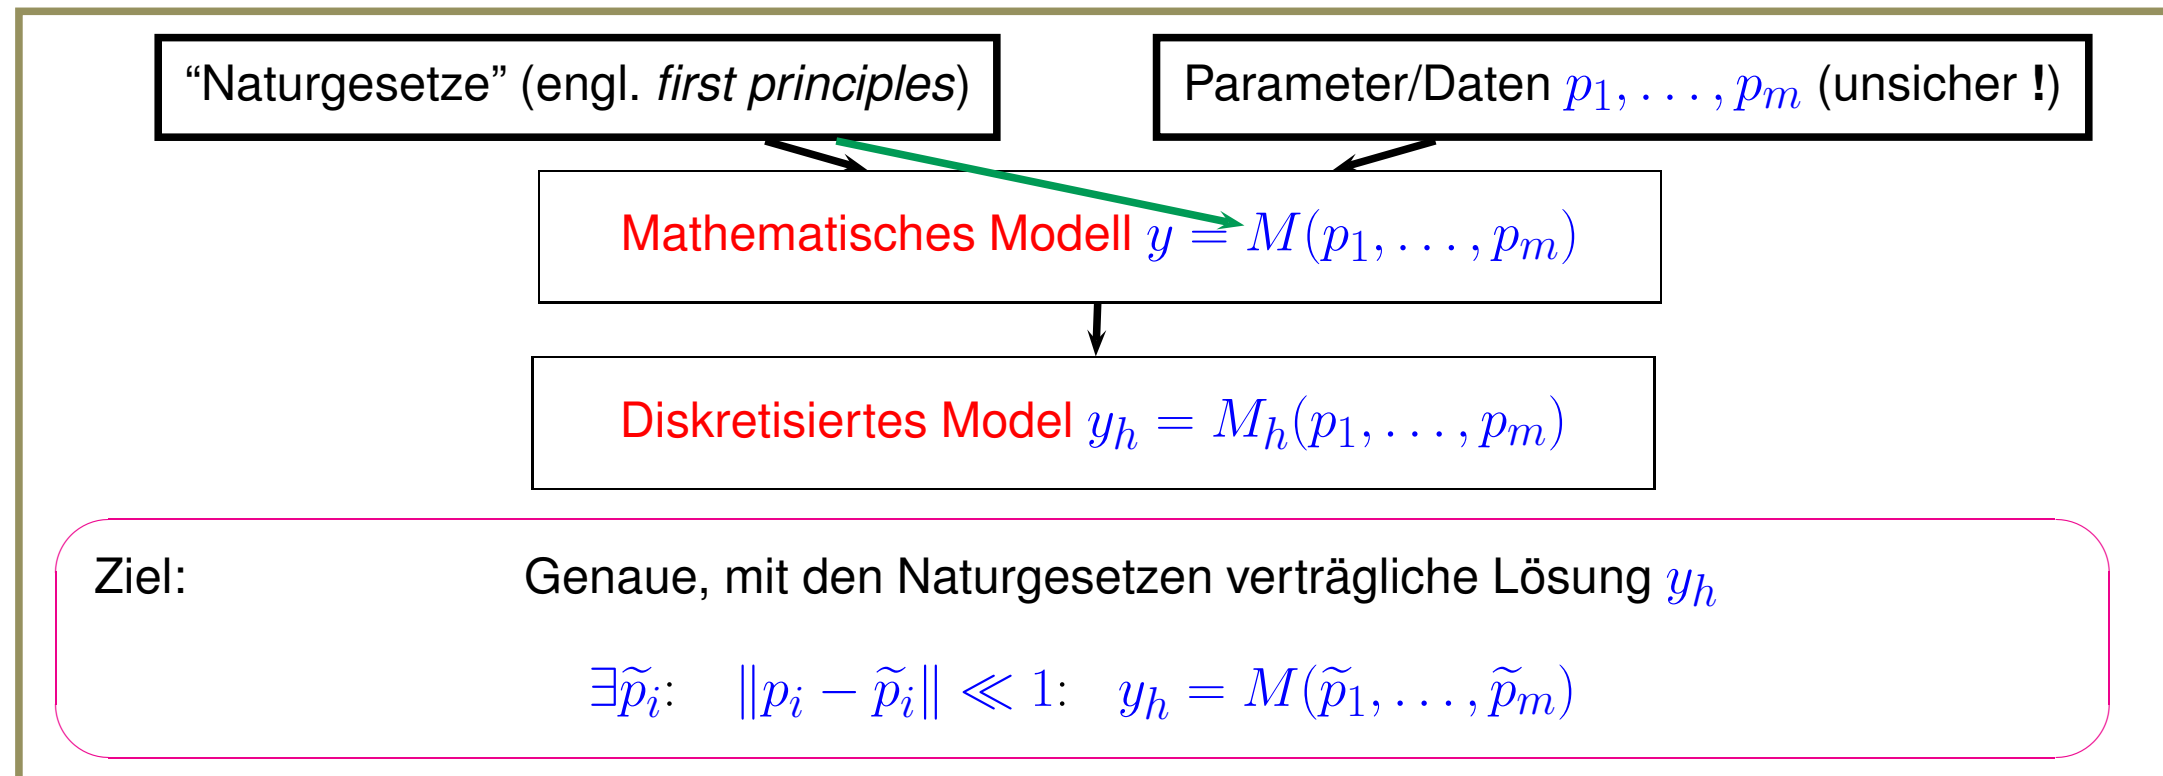 “Naturgesetze” (engl. first principles)
Parameter/Daten p₁, . . . , pₘ (unsicher !)
Mathematisches Modell y = M(p₁, . . . , pₘ)
Diskretisiertes Model yₕ = Mₕ(p₁, . . . , pₘ)
Ziel: Genaue, mit den Naturgesetzen verträgliche Lösung yₕ
∃p̃ᵢ: ‖pᵢ − p̃ᵢ‖ ≪ 1: yₕ = M(p̃₁, . . . , p̃ₘ)